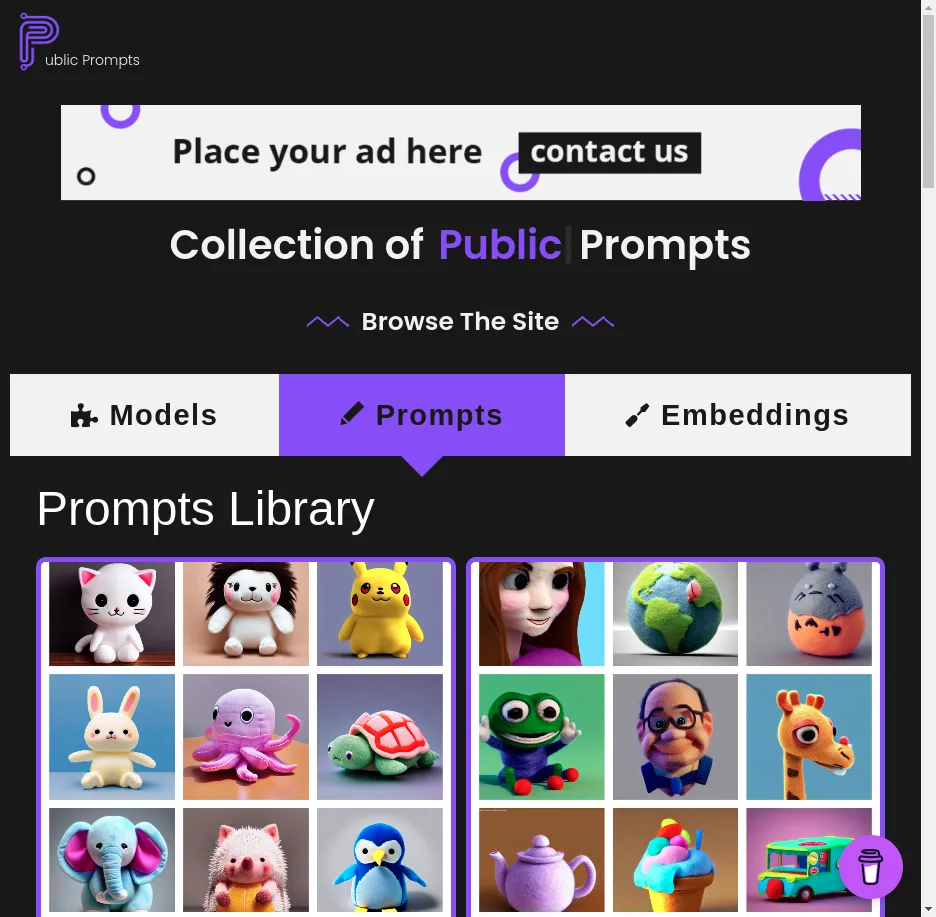 ublic Prompts
Place your ad here contact us
Collection of Public| Prompts
Browse The Site
Models Prompts Embeddings
Prompts Library